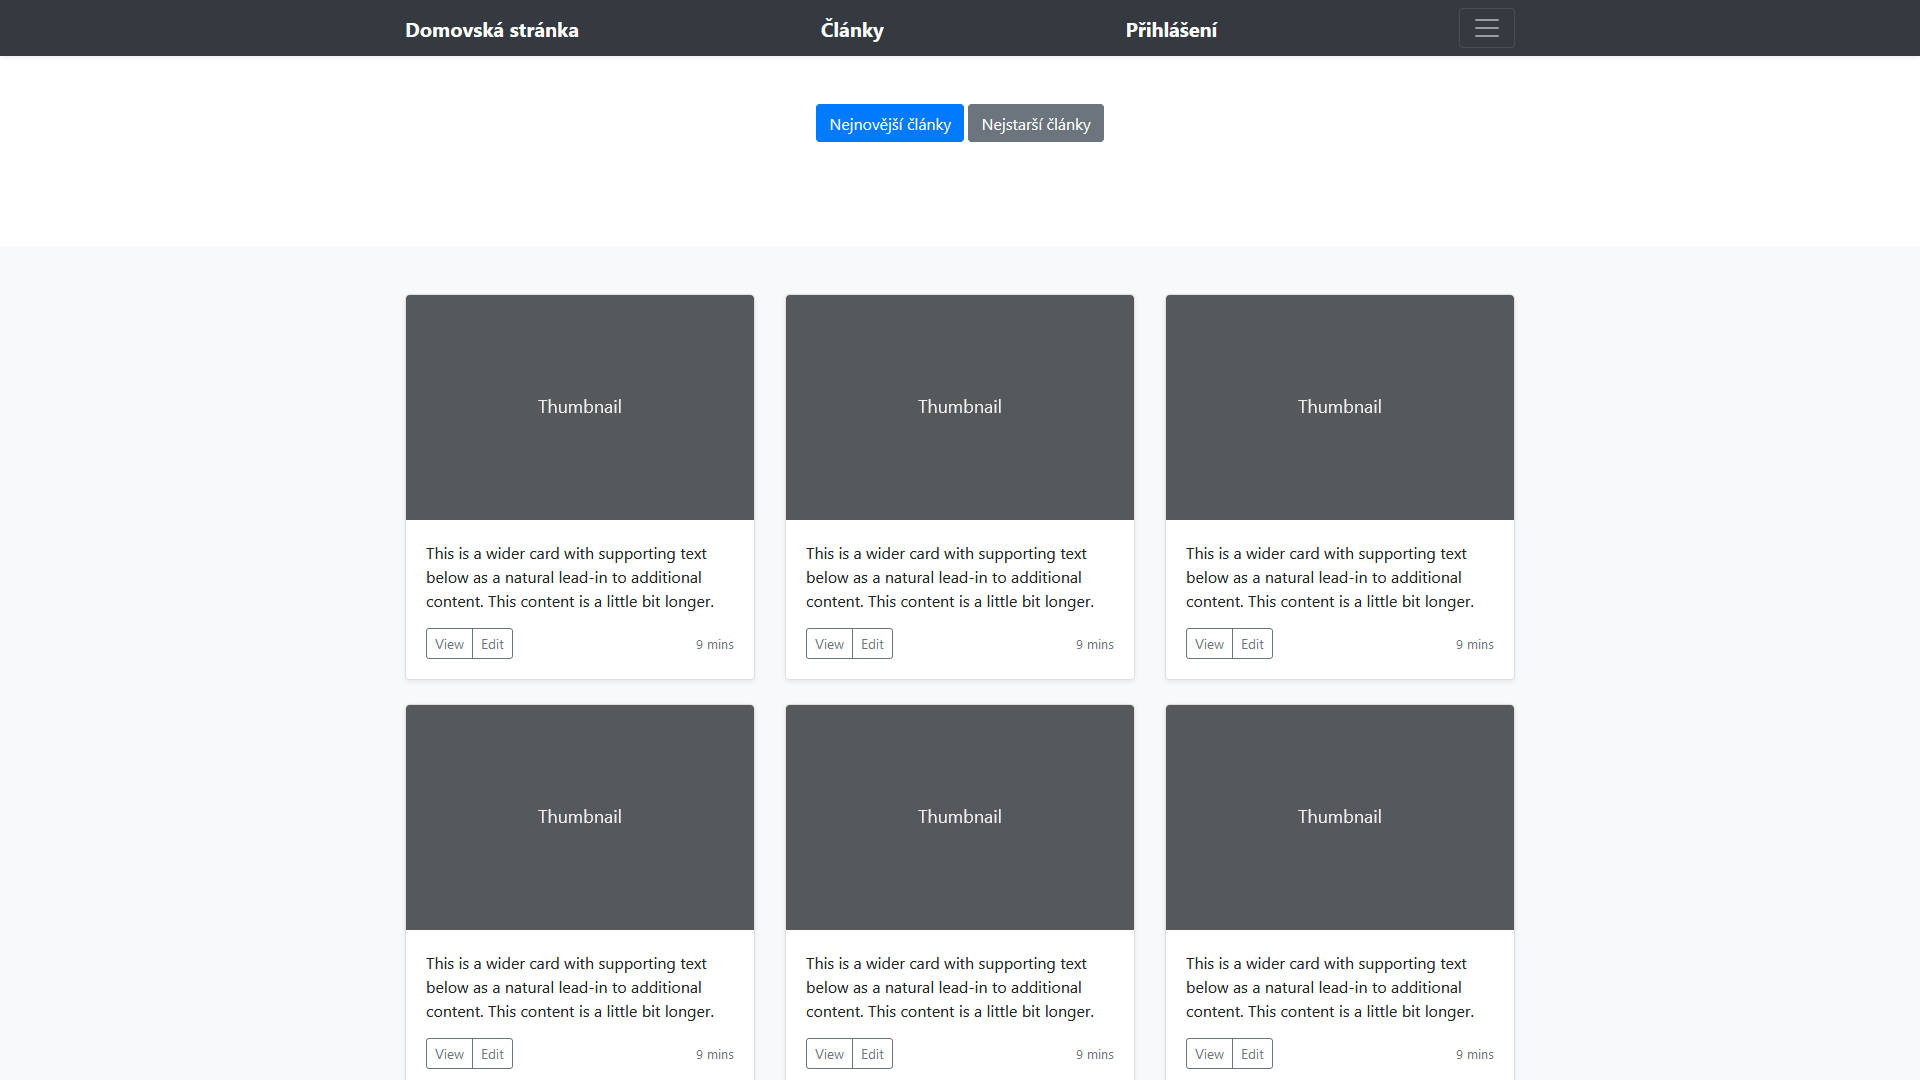 Domovská stránka
Články
Přihlášení
Nejnovější články
Nejstarší články
Thumbnail
This is a wider card with supporting text
below as a natural lead-in to additional
content. This content is a little bit longer.
View Edit 9 mins
Thumbnail
This is a wider card with supporting text
below as a natural lead-in to additional
content. This content is a little bit longer.
View Edit 9 mins
Thumbnail
This is a wider card with supporting text
below as a natural lead-in to additional
content. This content is a little bit longer.
View Edit 9 mins
Thumbnail
This is a wider card with supporting text
below as a natural lead-in to additional
content. This content is a little bit longer.
View Edit 9 mins
Thumbnail
This is a wider card with supporting text
below as a natural lead-in to additional
content. This content is a little bit longer.
View Edit 9 mins
Thumbnail
This is a wider card with supporting text
below as a natural lead-in to additional
content. This content is a little bit longer.
View Edit 9 mins